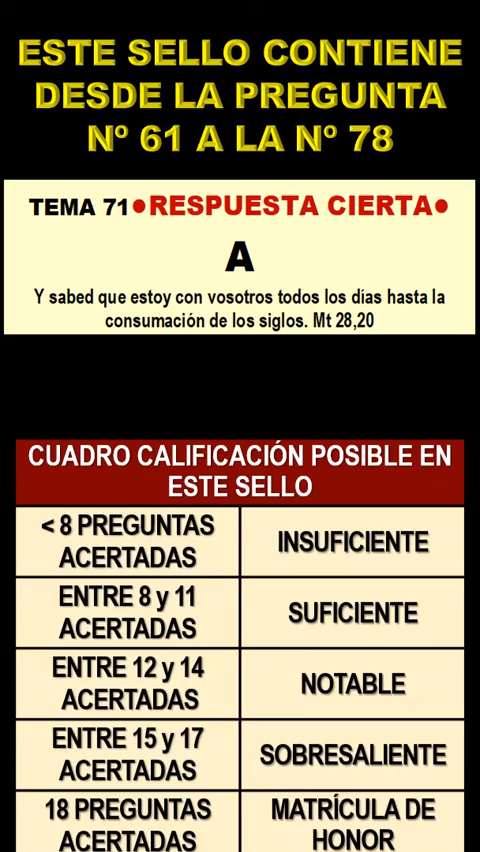 ESTE SELLO CONTIENE
DESDE LA PREGUNTA
Nº 61 A LA Nº 78
TEMA 71●RESPUESTA CIERTA●
A
Y sabed que estoy con vosotros todos los días hasta la
consumación de los siglos. Mt 28,20
CUADRO CALIFICACIÓN POSIBLE EN
ESTE SELLO
< 8 PREGUNTAS
ACERTADAS
INSUFICIENTE
ENTRE 8 y 11
ACERTADAS
SUFICIENTE
ENTRE 12 y 14
ACERTADAS
NOTABLE
ENTRE 15 y 17
ACERTADAS
SOBRESALIENTE
18 PREGUNTAS
ACERTADAS
MATRÍCULA DE
HONOR